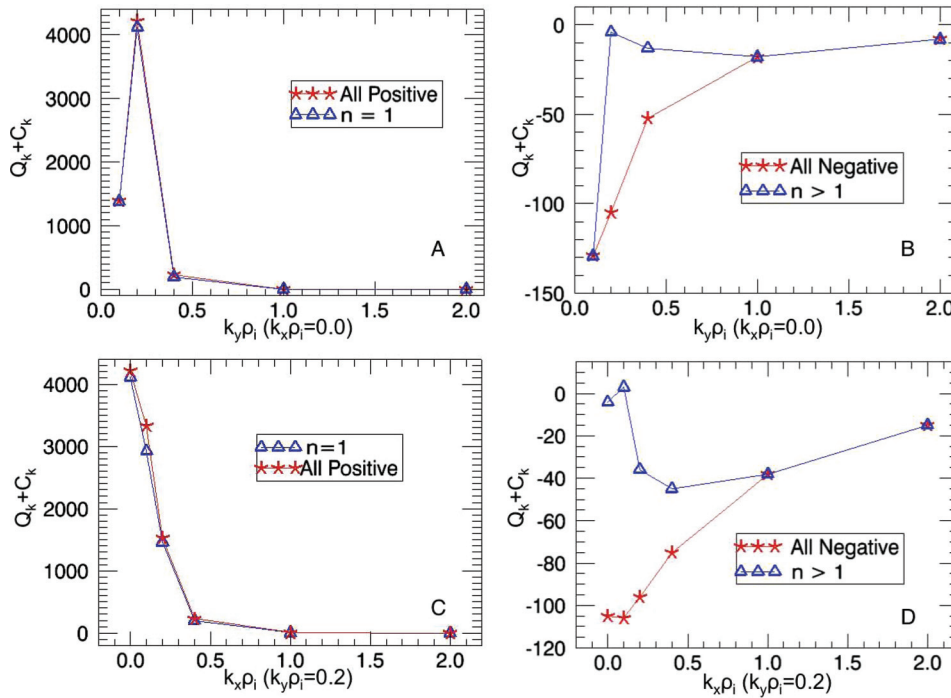 4000
3000
2000
1000
0
Q_k+C_k
All Positive
n = 1
A
0.0 0.5 1.0 1.5 2.0
k_yρ_i (k_xρ_i=0.0)
0
-50
-100
-150
Q_k+C_k
All Negative
n > 1
B
0.0 0.5 1.0 1.5 2.0
k_yρ_i (k_xρ_i=0.0)
4000
3000
2000
1000
0
Q_k+C_k
n=1
All Positive
C
0.0 0.5 1.0 1.5 2.0
k_xρ_i (k_yρ_i=0.2)
0
-20
-40
-60
-80
-100
-120
Q_k+C_k
All Negative
n > 1
D
0.0 0.5 1.0 1.5 2.0
k_xρ_i (k_yρ_i=0.2)